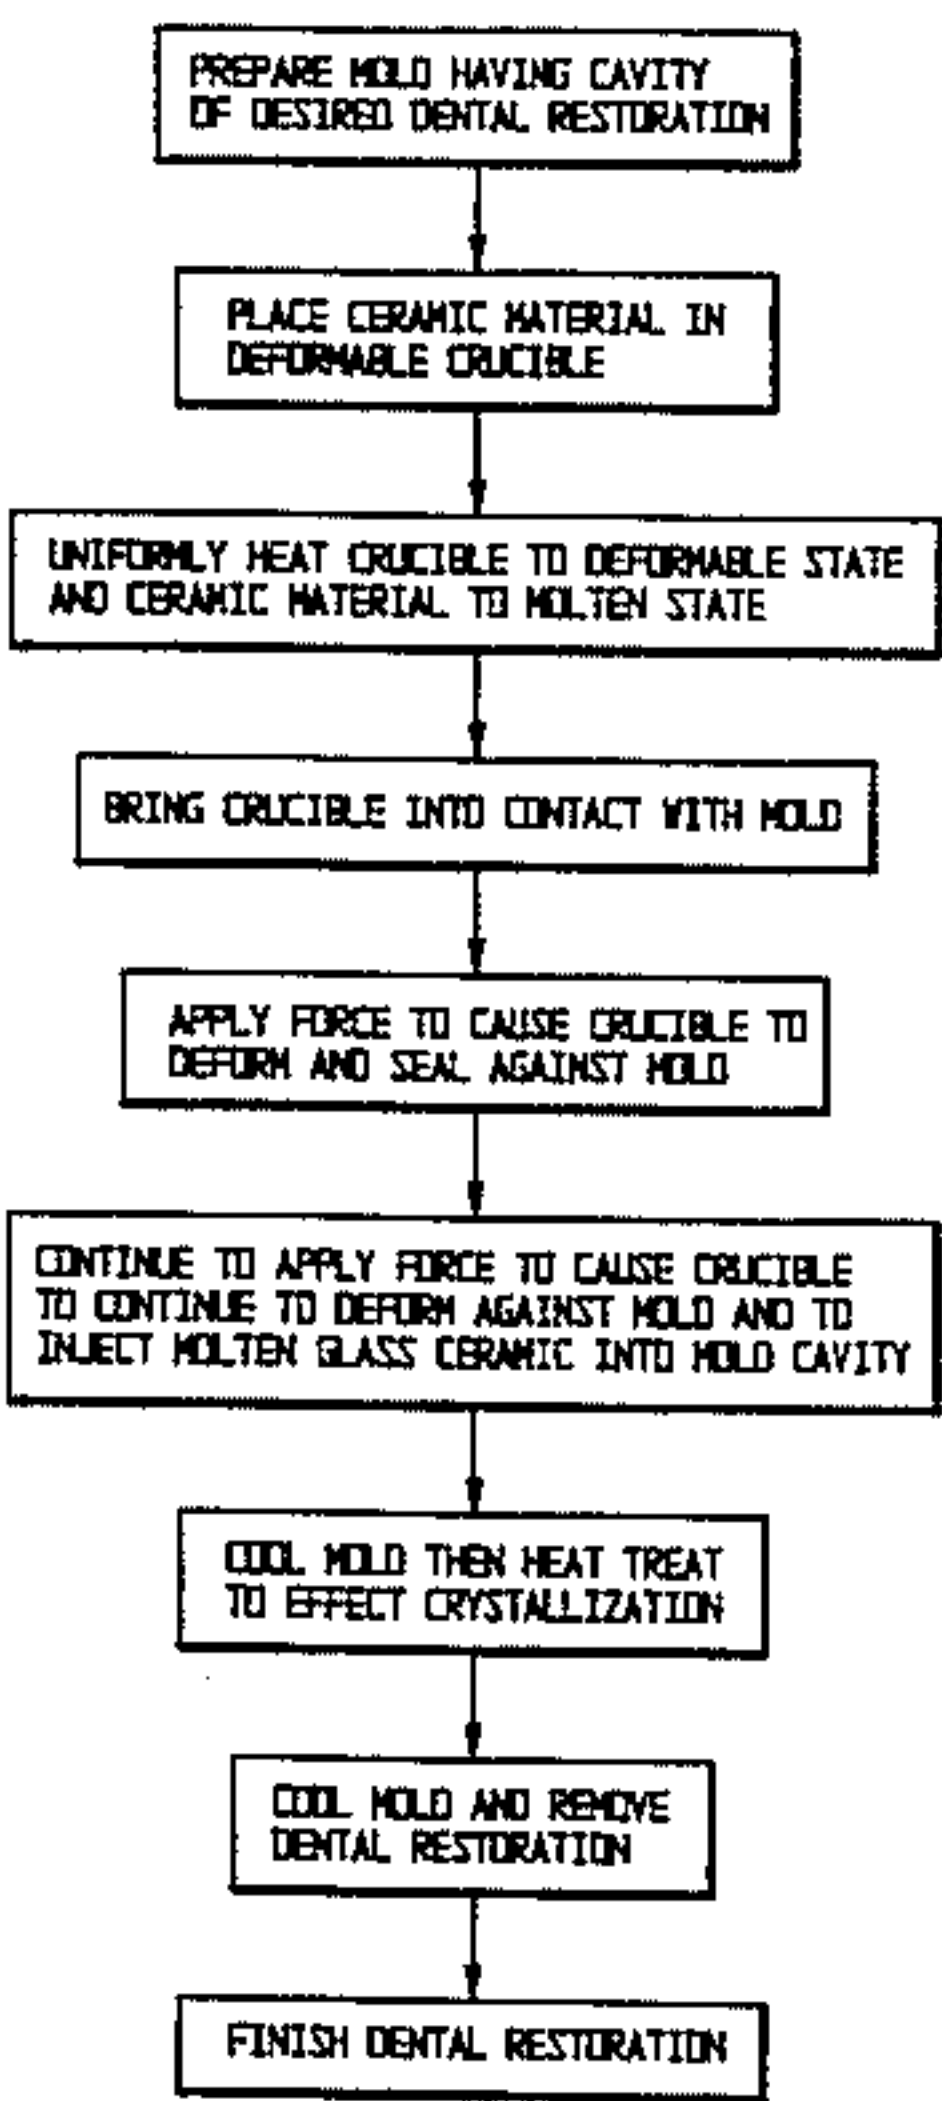 PREPARE MOLD HAVING CAVITY
OF DESIRED DENTAL RESTORATION
PLACE CERAMIC MATERIAL IN
DEFORMABLE CRUCIBLE
UNIFORMLY HEAT CRUCIBLE TO DEFORMABLE STATE
AND CERAMIC MATERIAL TO MOLTEN STATE
BRING CRUCIBLE INTO CONTACT WITH MOLD
APPLY FORCE TO CAUSE CRUCIBLE TO
DEFORM AND SEAL AGAINST MOLD
CONTINUE TO APPLY FORCE TO CAUSE CRUCIBLE
TO CONTINUE TO DEFORM AGAINST MOLD AND TO
INJECT MOLTEN GLASS CERAMIC INTO MOLD CAVITY
COOL MOLD THEN HEAT TREAT
TO EFFECT CRYSTALLIZATION
COOL MOLD AND REMOVE
DENTAL RESTORATION
FINISH DENTAL RESTORATION